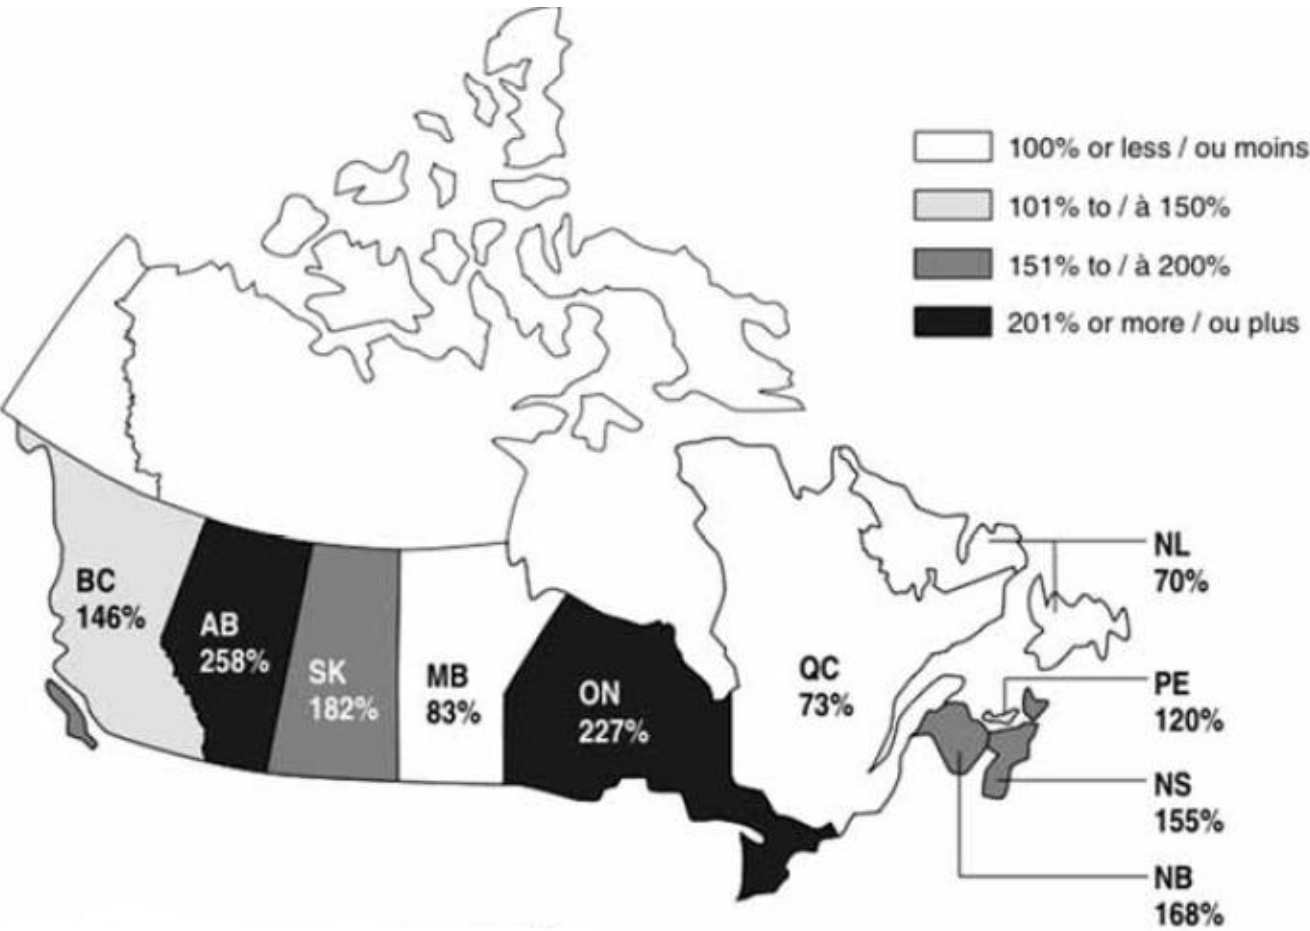 100% or less / ou moins
101% to / à 150%
151% to / à 200%
201% or more / ou plus
BC
146%
AB
258%
SK
182%
MB
83%
ON
227%
QC
73%
NL
70%
PE
120%
NS
155%
NB
168%